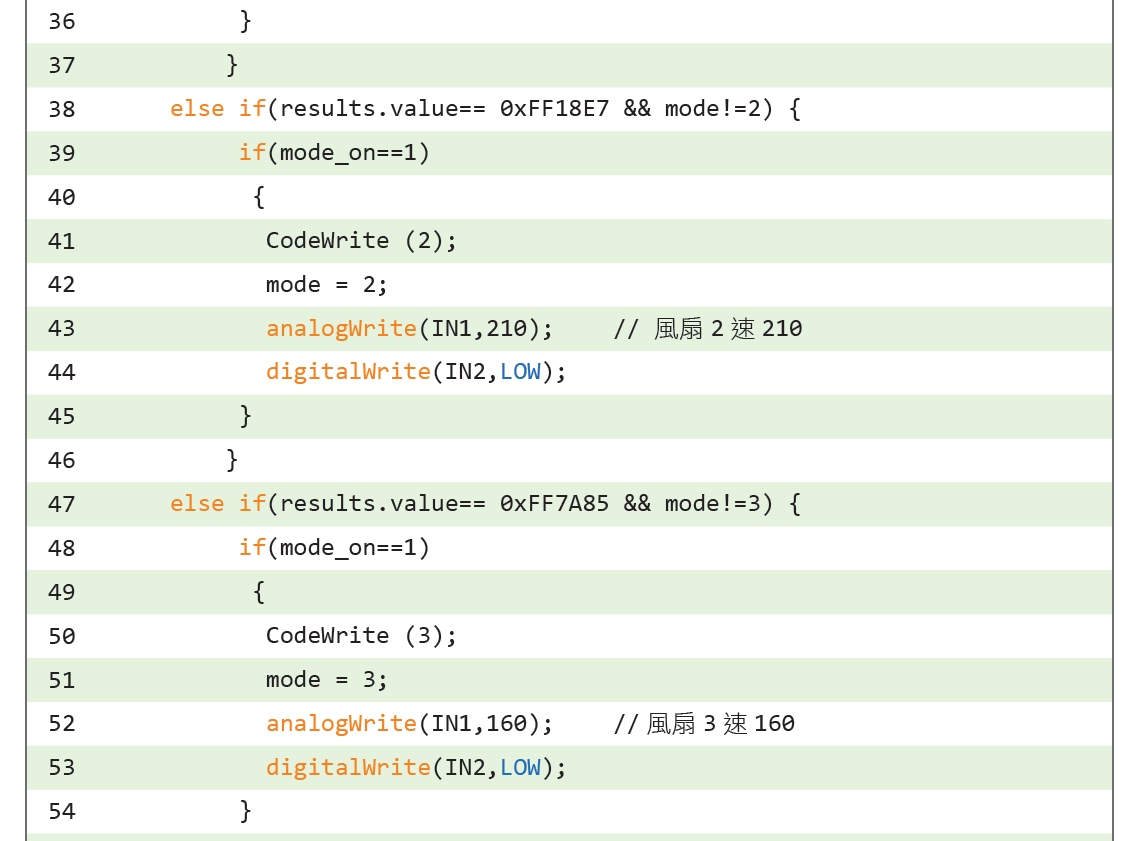 36 }
37 }
38 else if(results.value== 0xFF18E7 && mode!=2) {
39 if(mode_on==1)
40 {
41 CodeWrite (2);
42 mode = 2;
43 analogWrite(IN1,210); // 風扇 2 速 210
44 digitalWrite(IN2,LOW);
45 }
46 }
47 else if(results.value== 0xFF7A85 && mode!=3) {
48 if(mode_on==1)
49 {
50 CodeWrite (3);
51 mode = 3;
52 analogWrite(IN1,160); // 風扇 3 速 160
53 digitalWrite(IN2,LOW);
54 }